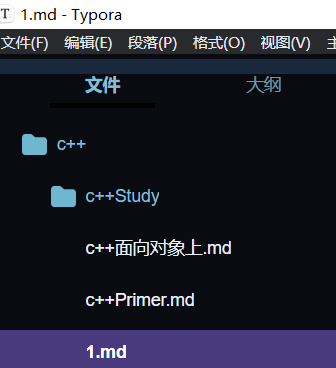 T 1.md - Typora
文件(F) 编辑(E) 段落(P) 格式(O) 视图(V) 主
文件 大纲
c++
c++Study
c++面向对象上.md
c++Primer.md
1.md